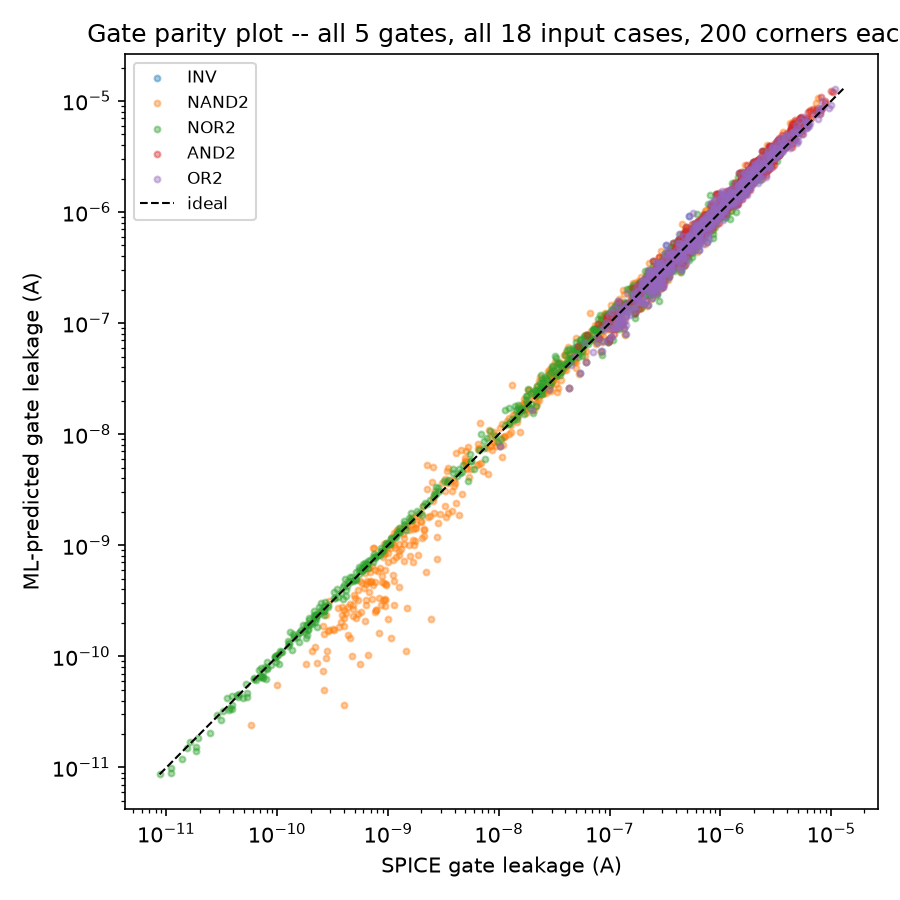 Gate parity plot -- all 5 gates, all 18 input cases, 200 corners eac
INV
NAND2
NOR2
AND2
OR2
ideal
ML-predicted gate leakage (A)
10⁻⁵
10⁻⁶
10⁻⁷
10⁻⁸
10⁻⁹
10⁻¹⁰
10⁻¹¹
10⁻¹¹ 10⁻¹⁰ 10⁻⁹ 10⁻⁸ 10⁻⁷ 10⁻⁶ 10⁻⁵
SPICE gate leakage (A)